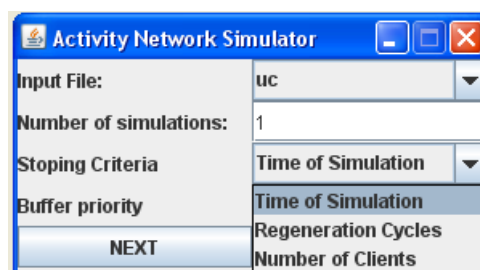 Activity Network Simulator
Input File: uc
Number of simulations: 1
Stoping Criteria Time of Simulation
Buffer priority Time of Simulation
Regeneration Cycles
NEXT Number of Clients